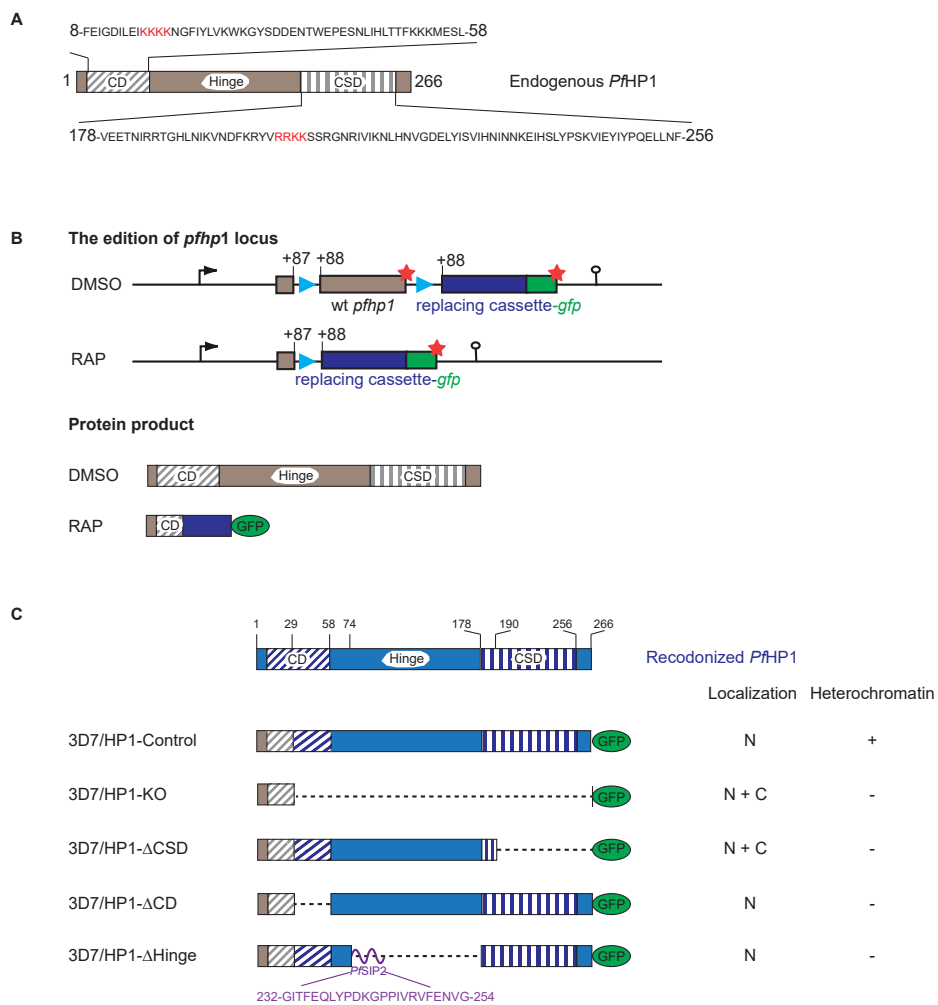 A
8-FEIGDILEIKKKKNGFIYLVKWKGYSDDENTWEPESNLIHLTTFKKKMESL-58
1 CD Hinge CSD 266 Endogenous PfHP1
178-VEETNIRRTGHLNIKVNDFKRYVRRKKSSRGNRIVIKNLHNVGDELYISVIHNINNKEIHSLYPSKVIEYIYPQELLNF-256
B The edition of pfhp1 locus
+87 +88 +88
DMSO
wt pfhp1 replacing cassette-gfp
+87 +88
RAP
replacing cassette-gfp
Protein product
DMSO CD Hinge CSD
RAP CD GFP
C
1 29 58 74 178 190 256 266
CD Hinge CSD Recodonized PfHP1
Localization Heterochromatin
3D7/HP1-Control GFP N +
3D7/HP1-KO GFP N + C -
3D7/HP1-ΔCSD GFP N + C -
3D7/HP1-ΔCD GFP N -
3D7/HP1-ΔHinge GFP N -
PfSIP2
232-GITFEQLYPDKGPPIVRVFENVG-254